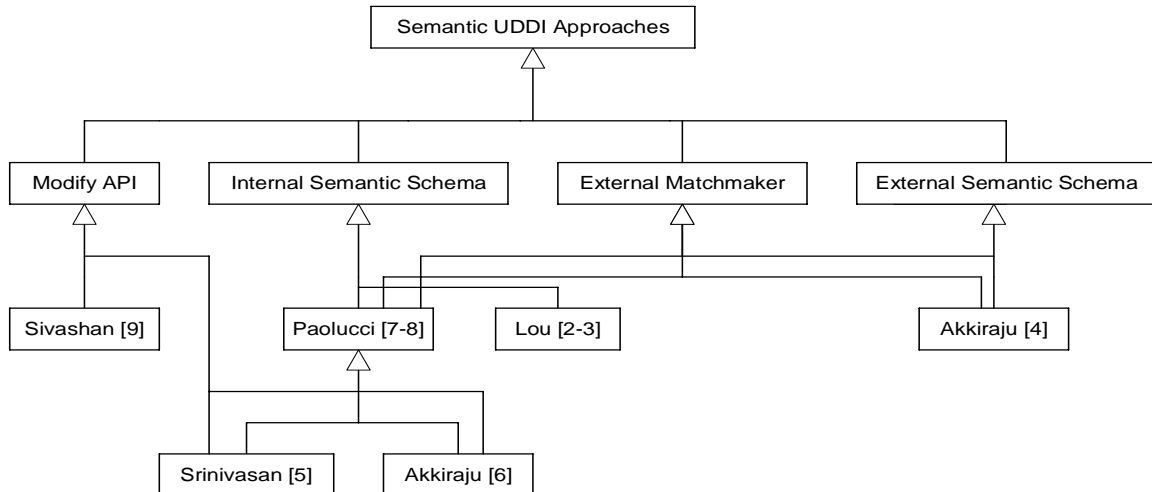 Semantic UDDI Approaches
Modify API
Internal Semantic Schema
External Matchmaker
External Semantic Schema
Sivashan [9]
Paolucci [7-8]
Lou [2-3]
Akkiraju [4]
Srinivasan [5]
Akkiraju [6]